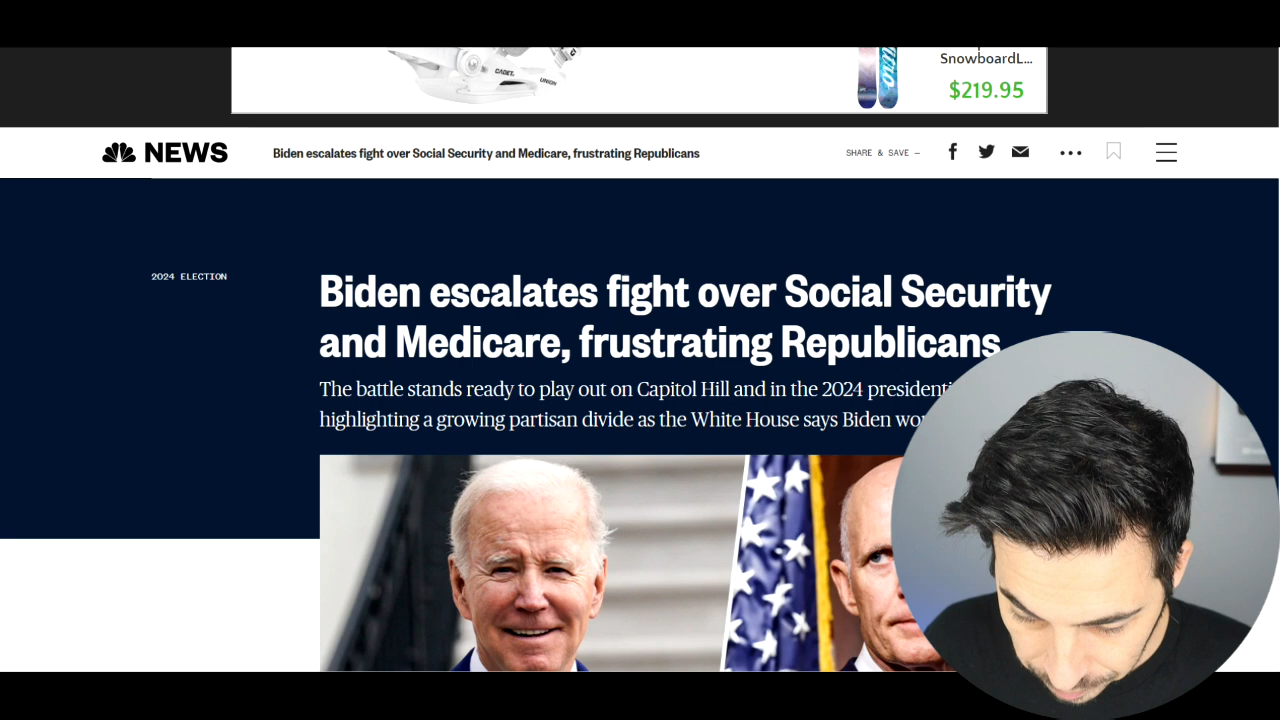 SnowboardL...
CADET.
UNION
$219.95
NEWS
Biden escalates fight over Social Security and Medicare, frustrating Republicans
SHARE & SAVE —
2024 ELECTION
Biden escalates fight over Social Security
and Medicare, frustrating Republicans
The battle stands ready to play out on Capitol Hill and in the 2024
highlighting a growing partisan divide as the White House says Biden